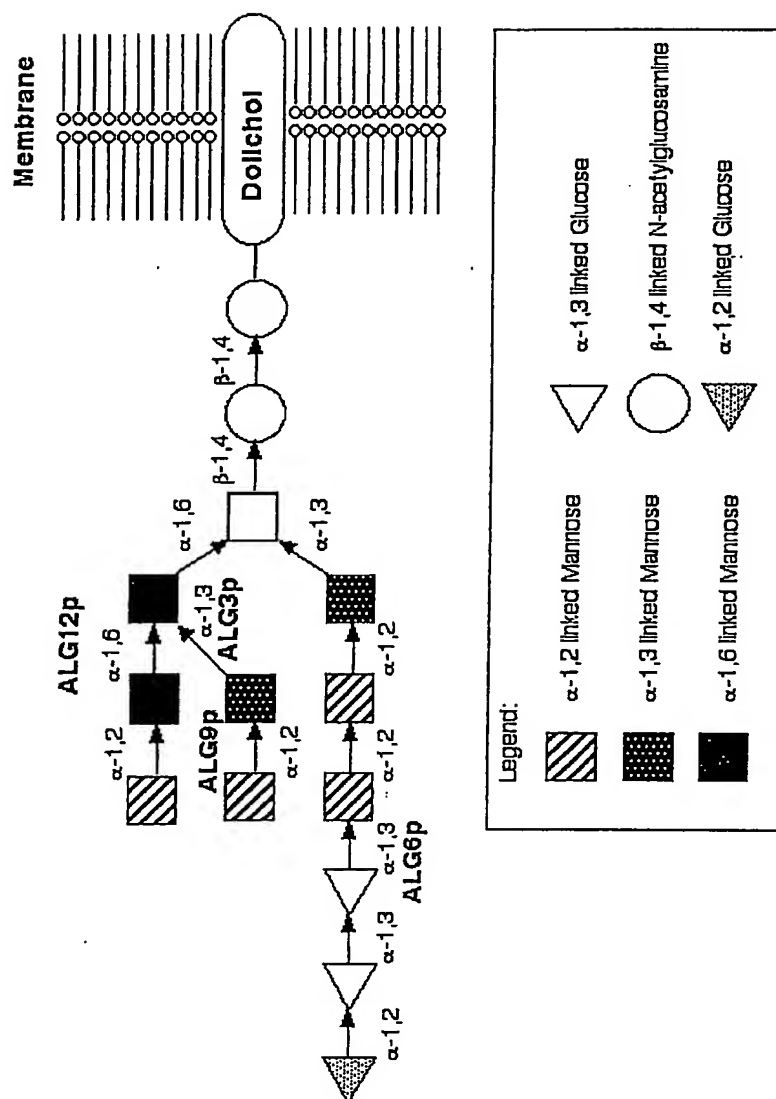 Membrane
Dolichol
β-1,4
β-1,4
α-1,6
α-1,3
ALG12p
α-1,6
α-1,3
ALG3p
α-1,2
ALG9p
α-1,2
α-1,2
α-1,2
α-1,3
ALG6p
α-1,3
α-1,2
Legend:
α-1,2 linked Mannose
α-1,3 linked Mannose
α-1,6 linked Mannose
α-1,3 linked Glucose
β-1,4 linked N-acetylglucosamine
α-1,2 linked Glucose